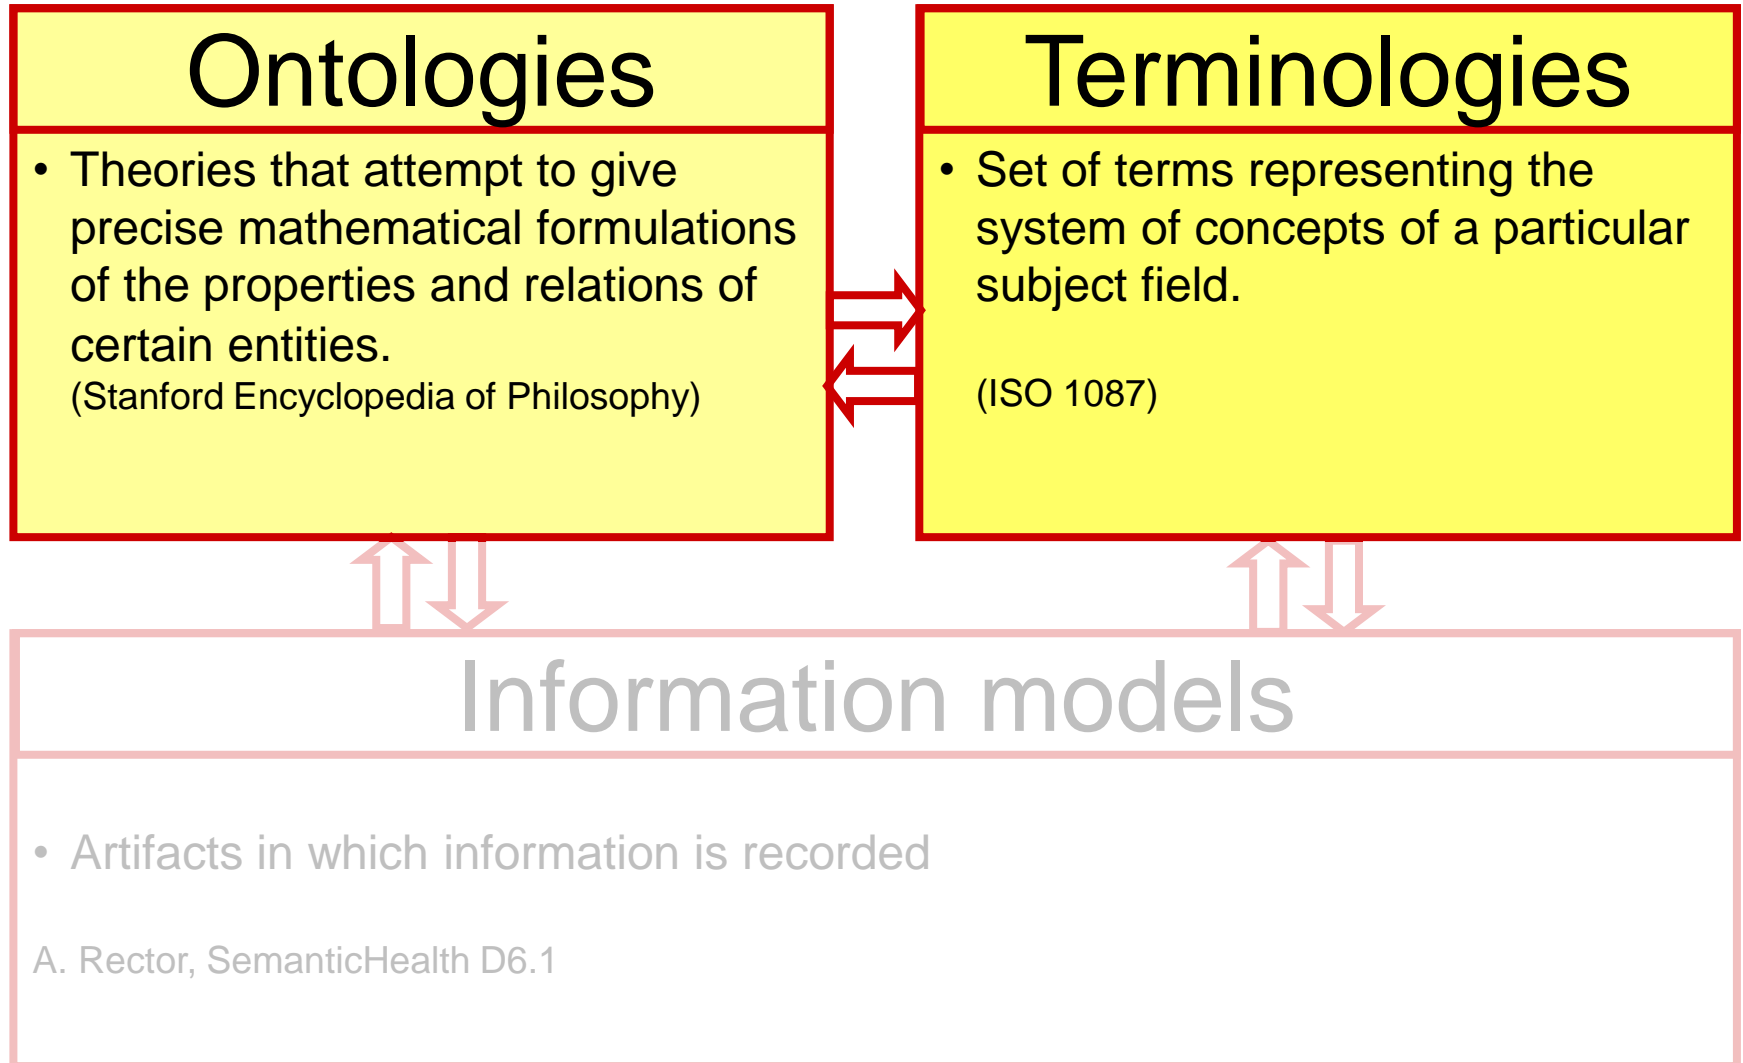 Ontologies
• Theories that attempt to give
precise mathematical formulations
of the properties and relations of
certain entities.
(Stanford Encyclopedia of Philosophy)
Terminologies
• Set of terms representing the
system of concepts of a particular
subject field.
(ISO 1087)
Information models
• Artifacts in which information is recorded
A. Rector, SemanticHealth D6.1